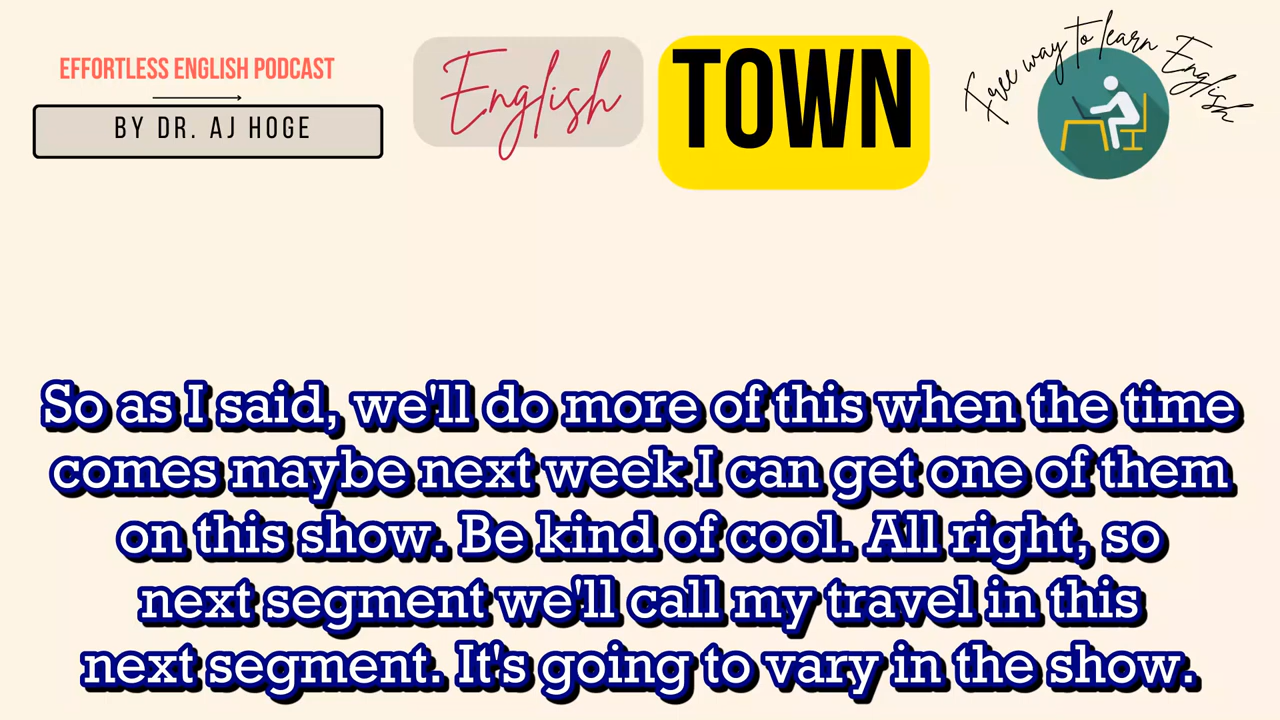 EFFORTLESS ENGLISH PODCAST
BY DR. AJ HOGE
English
TOWN
Free way to learn English
So as I said, we'll do more of this when the time
comes maybe next week I can get one of them
on this show. Be kind of cool. All right, so
next segment we'll call my travel in this
next segment. It's going to vary in the show.